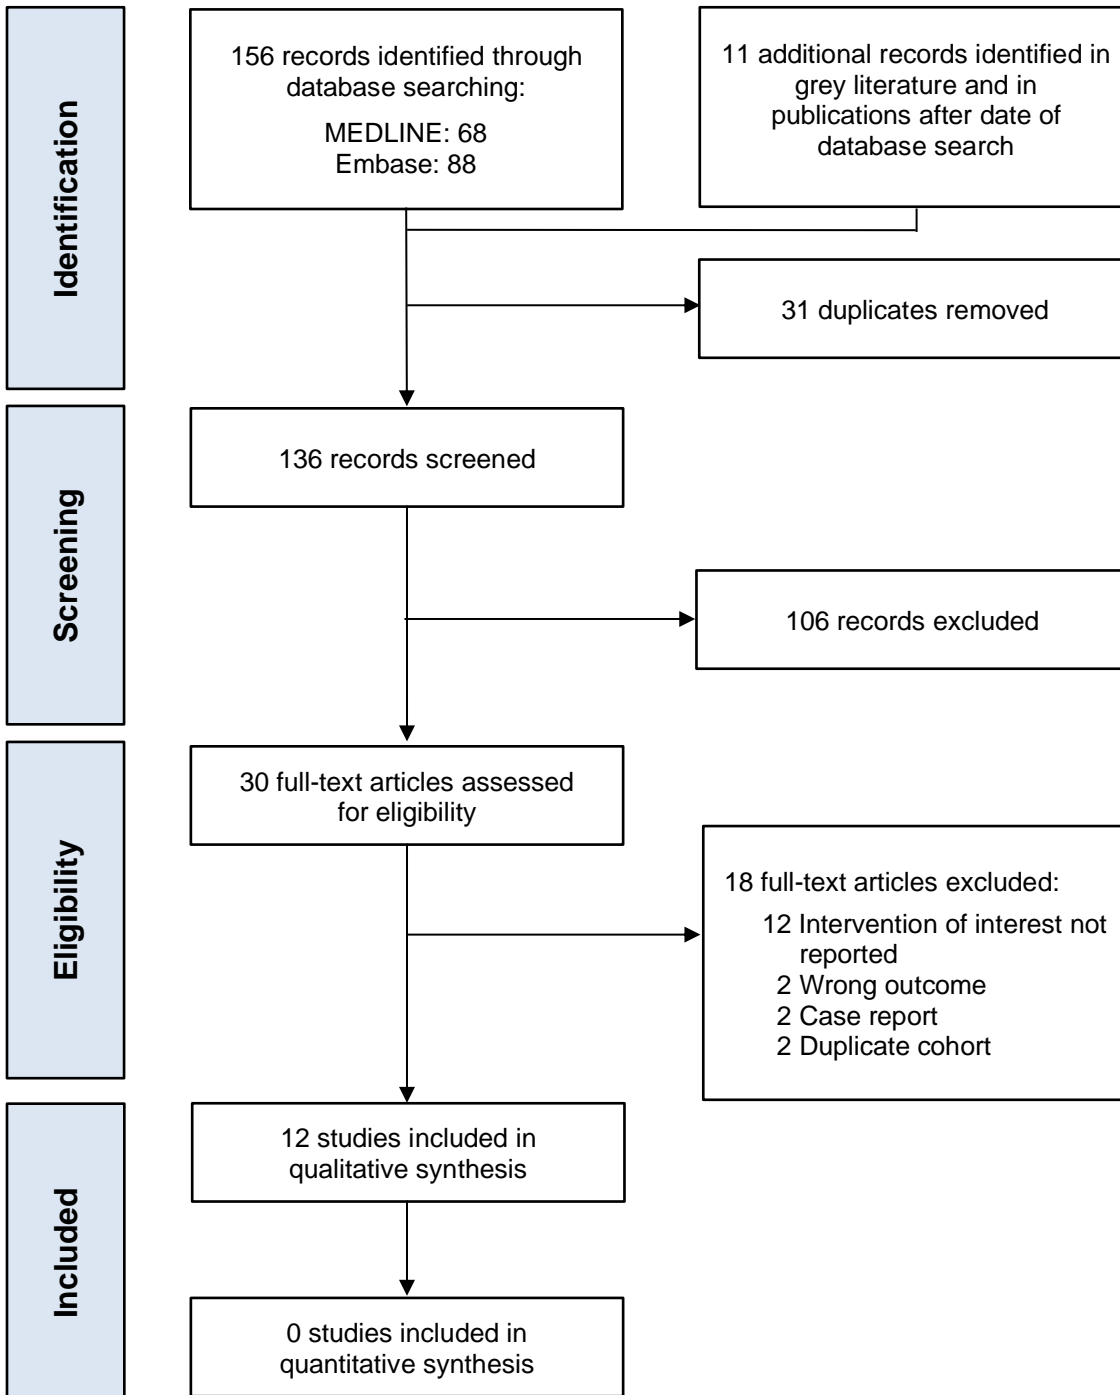 Identification
156 records identified through
database searching:
MEDLINE: 68
Embase: 88
11 additional records identified in
grey literature and in
publications after date of
database search
31 duplicates removed
Screening
136 records screened
106 records excluded
Eligibility
30 full-text articles assessed
for eligibility
18 full-text articles excluded:
12 Intervention of interest not
reported
2 Wrong outcome
2 Case report
2 Duplicate cohort
Included
12 studies included in
qualitative synthesis
0 studies included in
quantitative synthesis